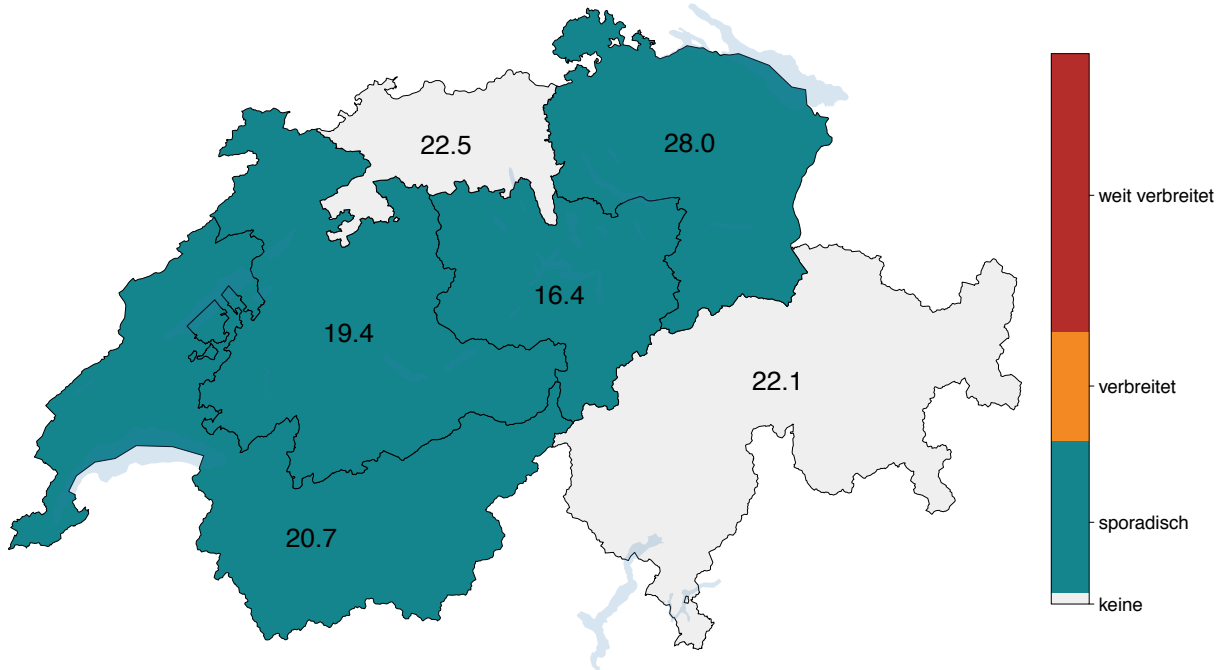 22.5
28.0
16.4
19.4
22.1
20.7
weit verbreitet
verbreitet
sporadisch
keine